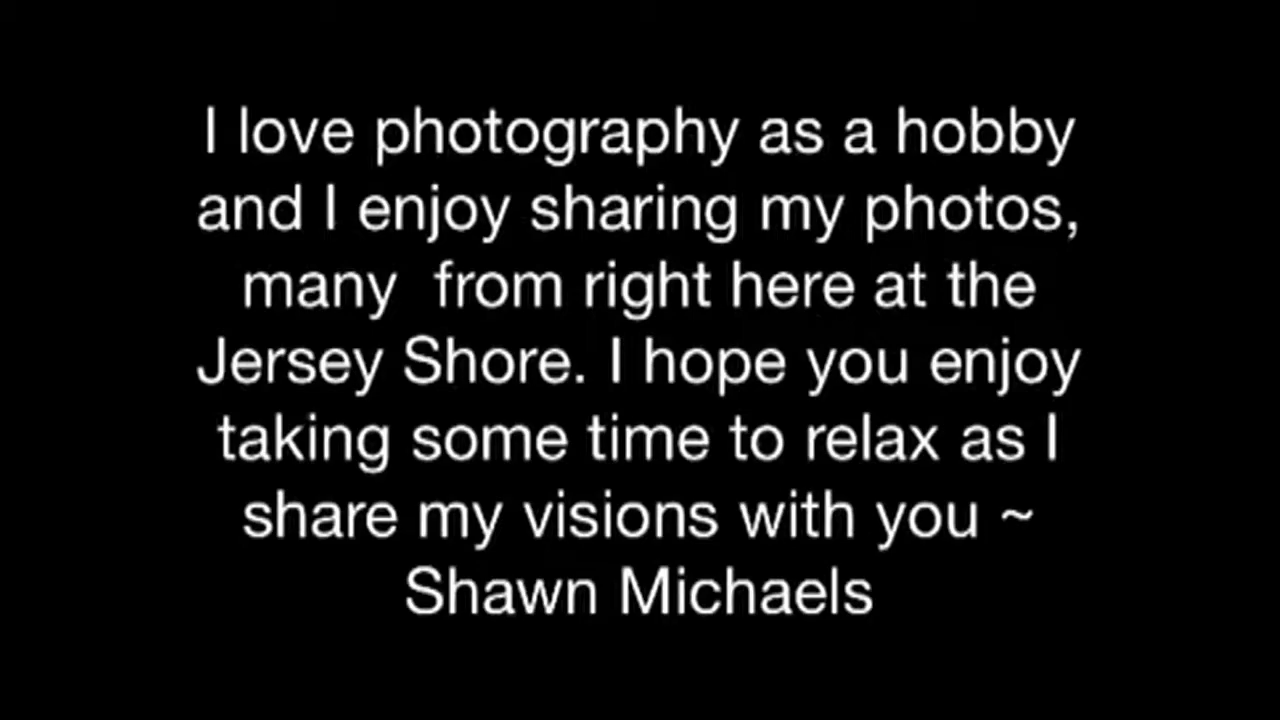 I love photography as a hobby
and I enjoy sharing my photos,
many  from right here at the
Jersey Shore. I hope you enjoy
taking some time to relax as I
share my visions with you ~
Shawn Michaels